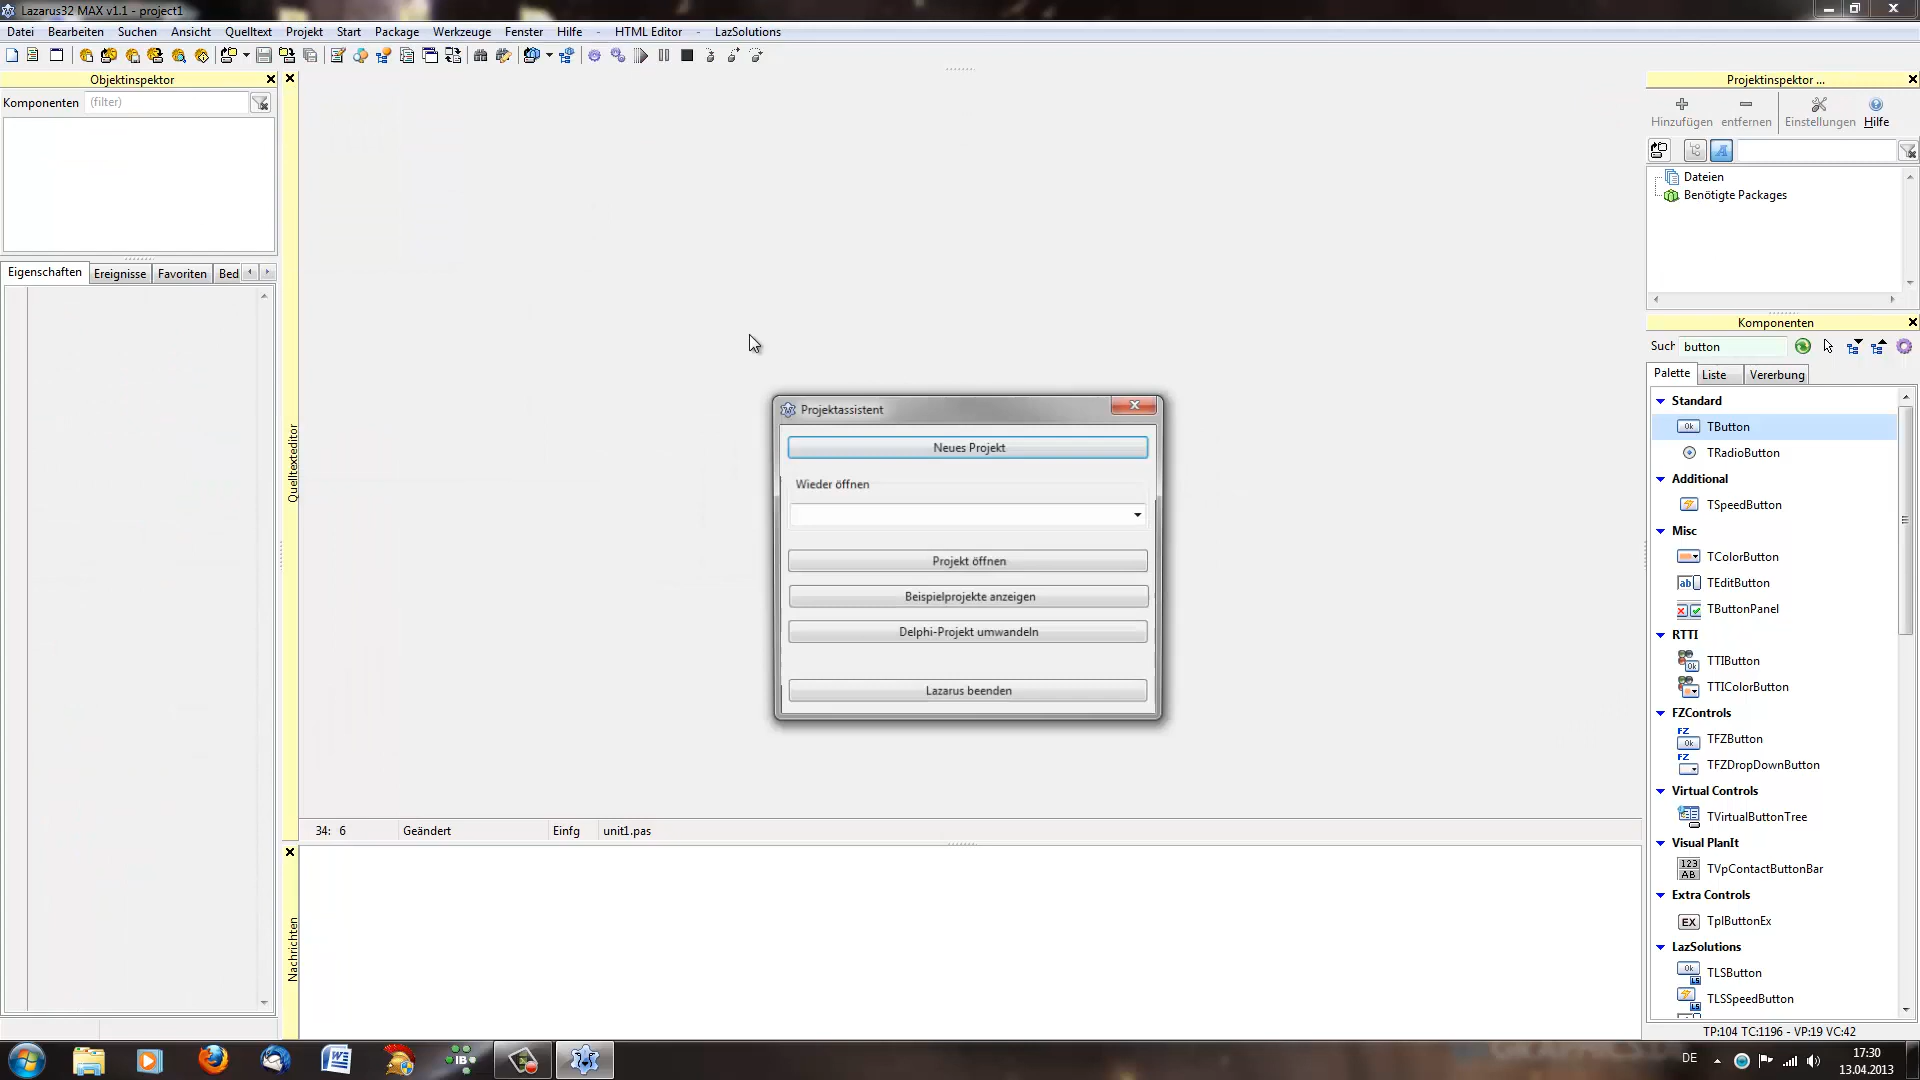 Lazarus32 MAX v1.1 - project1
Datei Bearbeiten Suchen Ansicht Quelltext Projekt Start Package Werkzeuge Fenster Hilfe - HTML Editor - LazSolutions
Objektinspektor
Komponenten (filter)
Eigenschaften Ereignisse Favoriten Bed
Quelltexteditor
Projektassistent
Neues Projekt
Wieder öffnen
Projekt öffnen
Beispielprojekte anzeigen
Delphi-Projekt umwandeln
Lazarus beenden
34: 6 Geändert Einfg unit1.pas
Nachrichten
Projektinspektor ...
Hinzufügen entfernen Einstellungen Hilfe
Dateien
Benötigte Packages
Komponenten
Such button
Palette Liste Vererbung
Standard
TButton
TRadioButton
Additional
TSpeedButton
Misc
TColorButton
TEditButton
TButtonPanel
RTTI
TTIButton
TTIColorButton
FZControls
TFZButton
TFZDropDownButton
Virtual Controls
TVirtualButtonTree
Visual PlanIt
TVpContactButtonBar
Extra Controls
TplButtonEx
LazSolutions
TLSButton
TLSSpeedButton
TP:104 TC:1196 - VP:19 VC:42
DE
17:30
13.04.2013